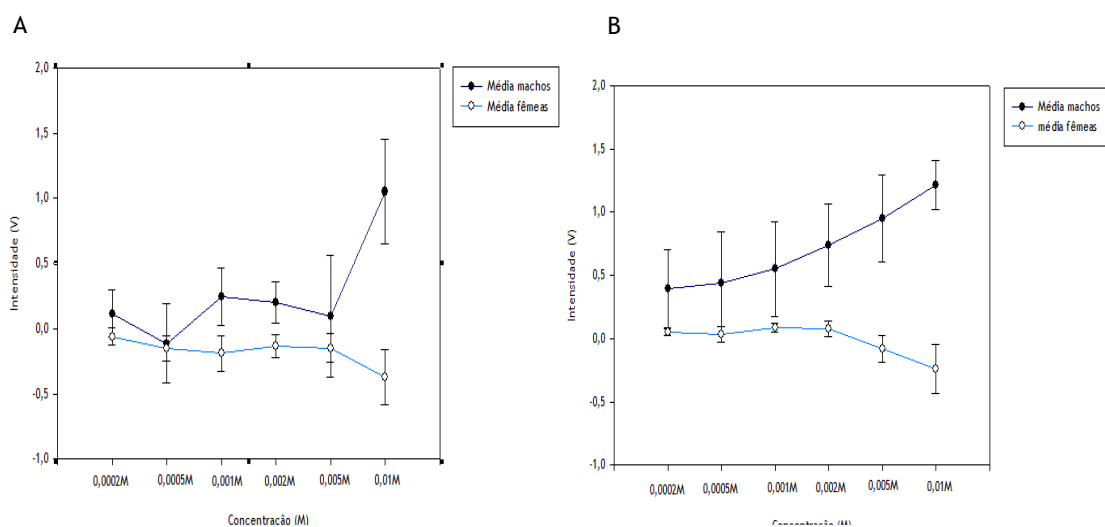 A
2,0
1,5
1,0
0,5
0,0
-0,5
-1,0
Intensidade (V)
0,0002M 0,0005M 0,001M 0,002M 0,005M 0,01M
Concentração (M)
Média machos
Média fêmeas
B
2,0
1,5
1,0
0,5
0,0
-0,5
-1,0
Intensidade (V)
0,0002M 0,0005M 0,001M 0,002M 0,005M 0,01M
Concentração (M)
Média machos
média fêmeas